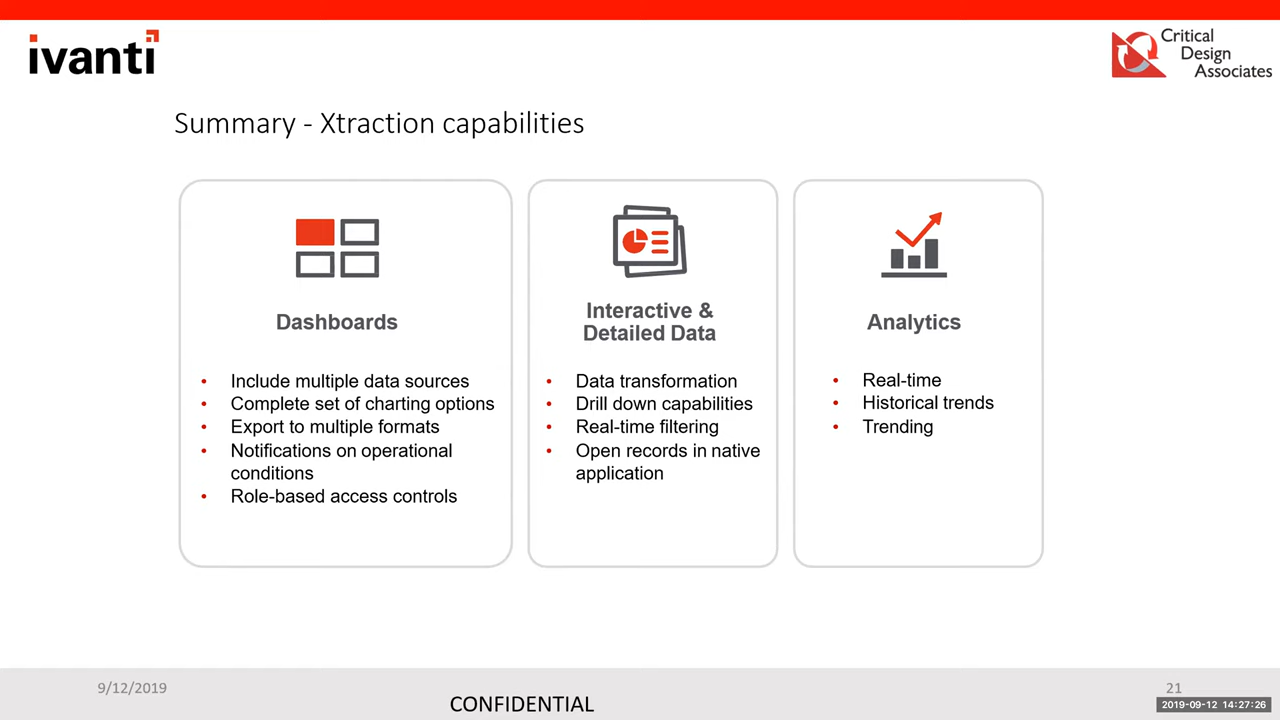 ivanti
Critical
Design
Associates
Summary - Xtraction capabilities
Dashboards
• Include multiple data sources
• Complete set of charting options
• Export to multiple formats
• Notifications on operational
conditions
• Role-based access controls
Interactive &
Detailed Data
• Data transformation
• Drill down capabilities
• Real-time filtering
• Open records in native
application
Analytics
• Real-time
• Historical trends
• Trending
9/12/2019
CONFIDENTIAL
21
2019-09-12 14:27:26